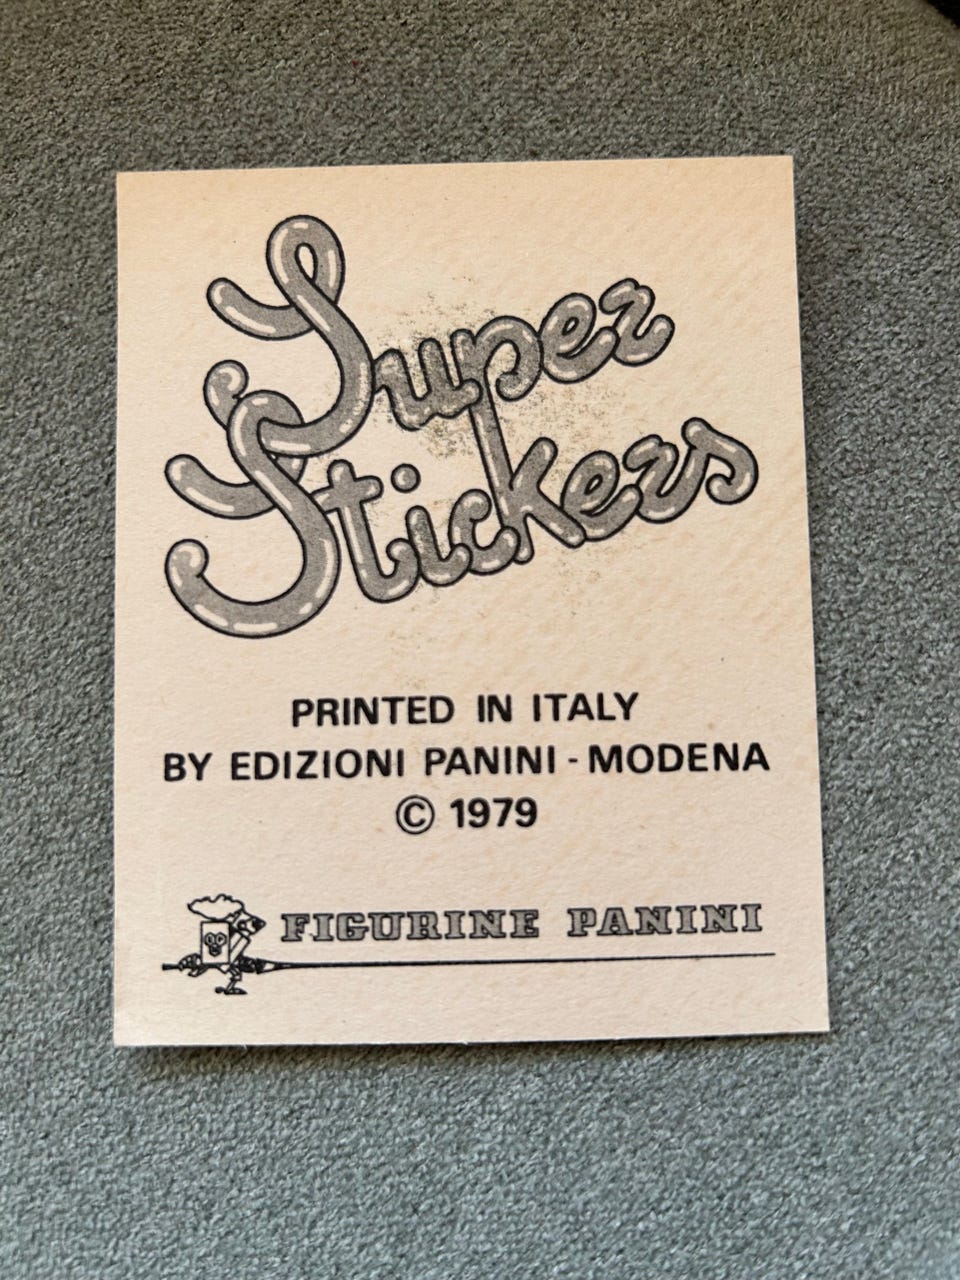 Super
Stickers
PRINTED IN ITALY
BY EDIZIONI PANINI - MODENA
© 1979
FIGURINE PANINI